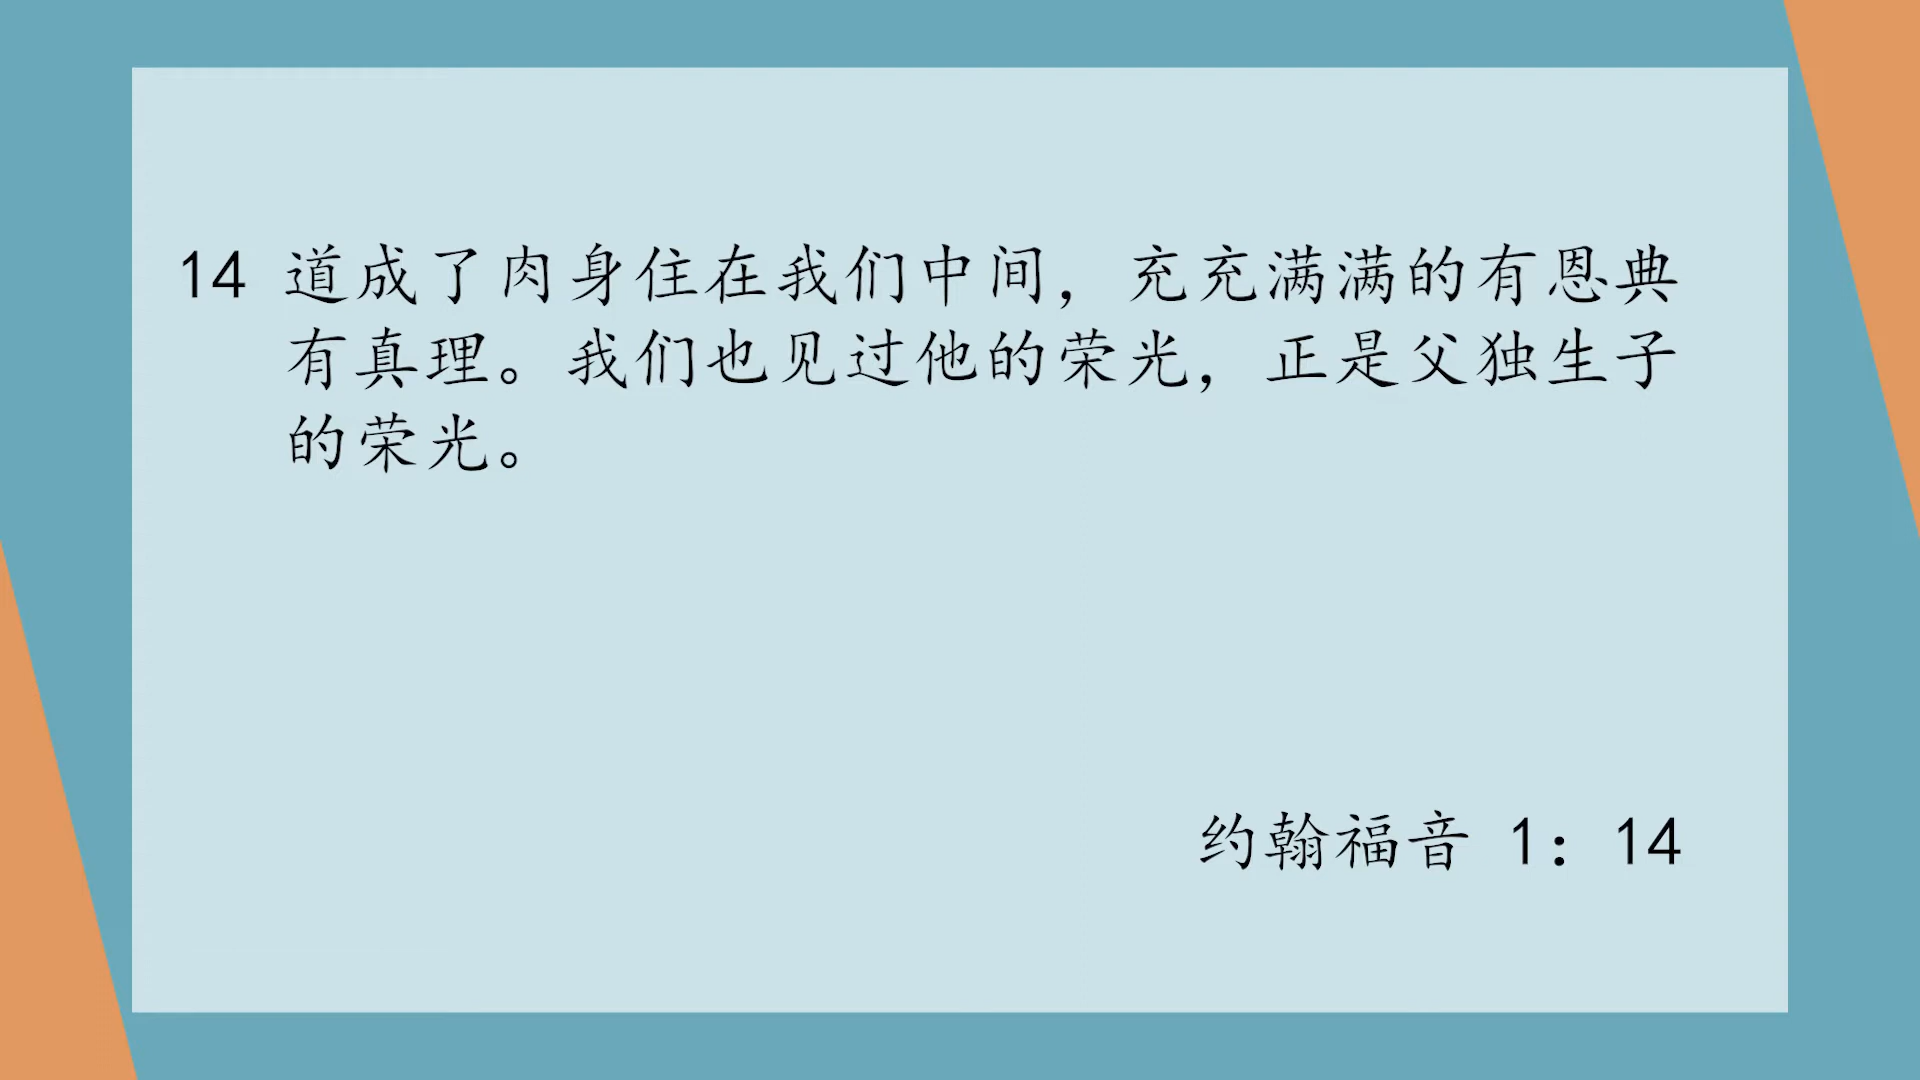 14 道成了肉身住在我们中间，充充满满的有恩典
有真理。我们也见过他的荣光，正是父独生子
的荣光。
约翰福音 1：14